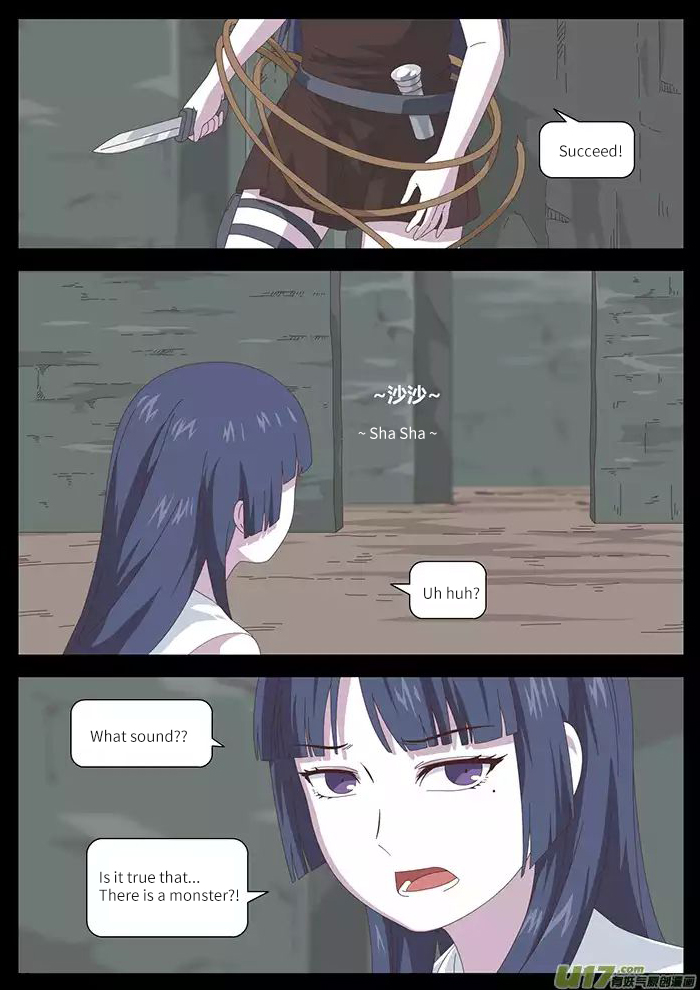 Succeed!
~沙沙~
~ Sha Sha ~
Uh huh?
What sound??
Is it true that...
There is a monster?!
U17.com
有妖气原创漫画